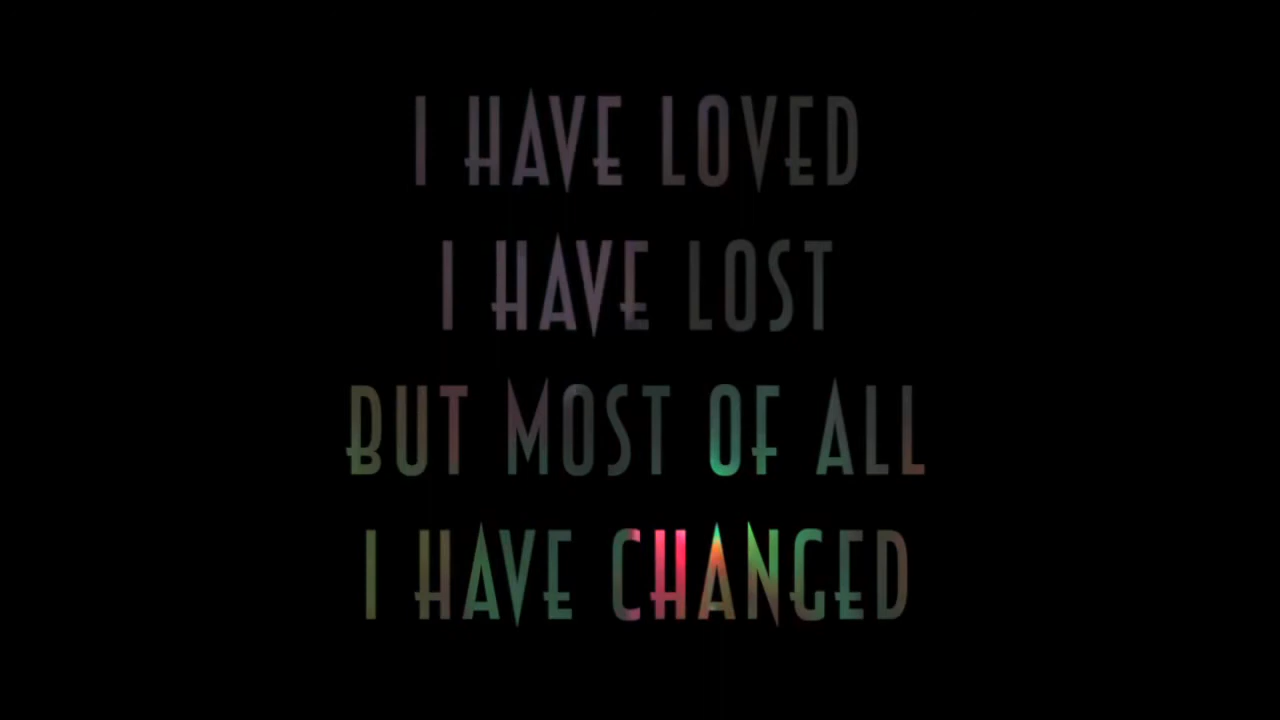 I HAVE LOVED
I HAVE LOST
BUT MOST OF ALL
I HAVE CHANGED